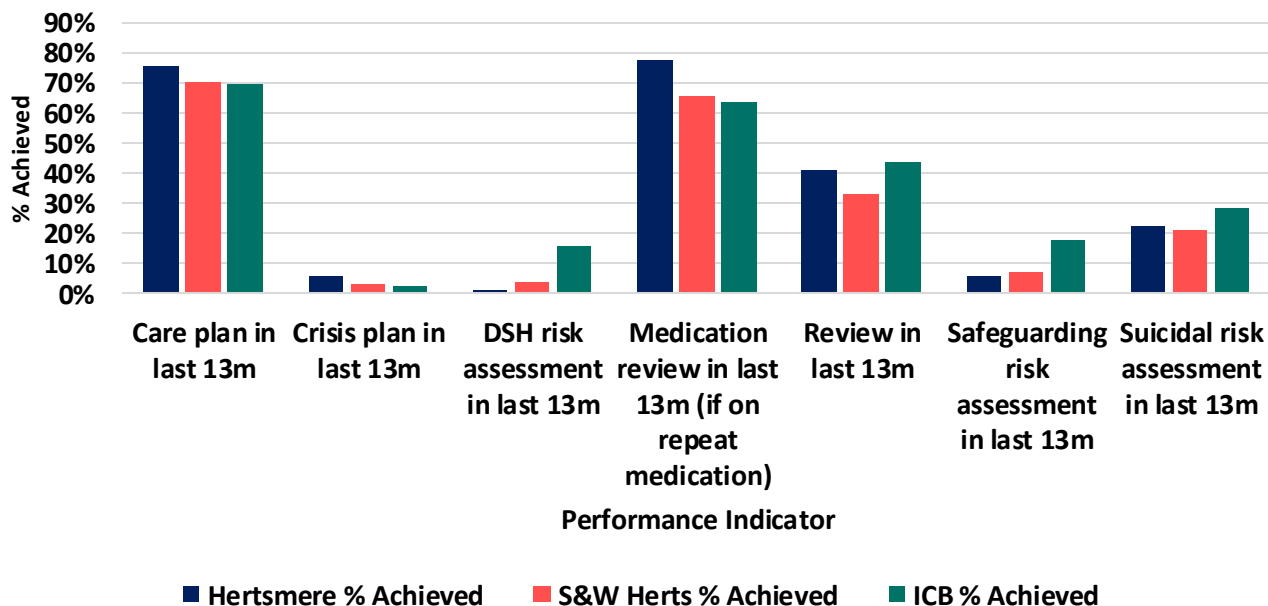 90%
80%
70%
60%
50%
40%
30%
20%
10%
0%
% Achieved
Care plan in
last 13m
Crisis plan in
last 13m
DSH risk
assessment
in last 13m
Medication
review in last
13m (if on
repeat
medication)
Review in
last 13m
Safeguarding
risk
assessment
in last 13m
Suicidal risk
assessment
in last 13m
Performance Indicator
Hertsmere % Achieved
S&W Herts % Achieved
ICB % Achieved